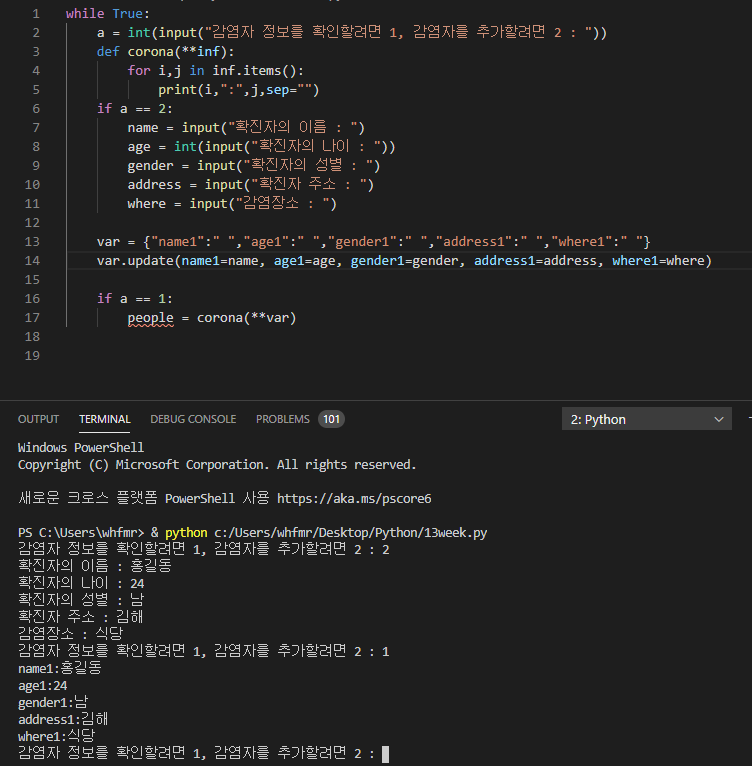 1 while True:
2 a = int(input("감염자 정보를 확인할려면 1, 감염자를 추가할려면 2 : "))
3 def corona(**inf):
4 for i,j in inf.items():
5 print(i,":",j,sep="")
6 if a == 2:
7 name = input("확진자의 이름 : ")
8 age = int(input("확진자의 나이 : "))
9 gender = input("확진자의 성별 : ")
10 address = input("확진자 주소 : ")
11 where = input("감염장소 : ")
12
13 var = {"name1":" ","age1":" ","gender1":" ","address1":" ","where1":" "}
14 var.update(name1=name, age1=age, gender1=gender, address1=address, where1=where)
15
16 if a == 1:
17 people = corona(**var)
18
19
OUTPUT TERMINAL DEBUG CONSOLE PROBLEMS 101 2: Python
Windows PowerShell
Copyright (C) Microsoft Corporation. All rights reserved.
새로운 크로스 플랫폼 PowerShell 사용 https://aka.ms/pscore6
PS C:\Users\whfmr> & python c:/Users/whfmr/Desktop/Python/13week.py
감염자 정보를 확인할려면 1, 감염자를 추가할려면 2 : 2
확진자의 이름 : 홍길동
확진자의 나이 : 24
확진자의 성별 : 남
확진자 주소 : 김해
감염장소 : 식당
감염자 정보를 확인할려면 1, 감염자를 추가할려면 2 : 1
name1:홍길동
age1:24
gender1:남
address1:김해
where1:식당
감염자 정보를 확인할려면 1, 감염자를 추가할려면 2 :